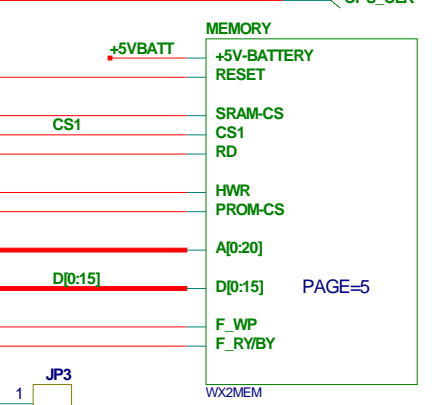 MEMORY
+5VBATT
+5V-BATTERY
RESET
SRAM-CS
CS1
CS1
RD
HWR
PROM-CS
A[0:20]
D[0:15]
D[0:15]
PAGE=5
F_WP
F_RY/BY
JP3
1
WX2MEM